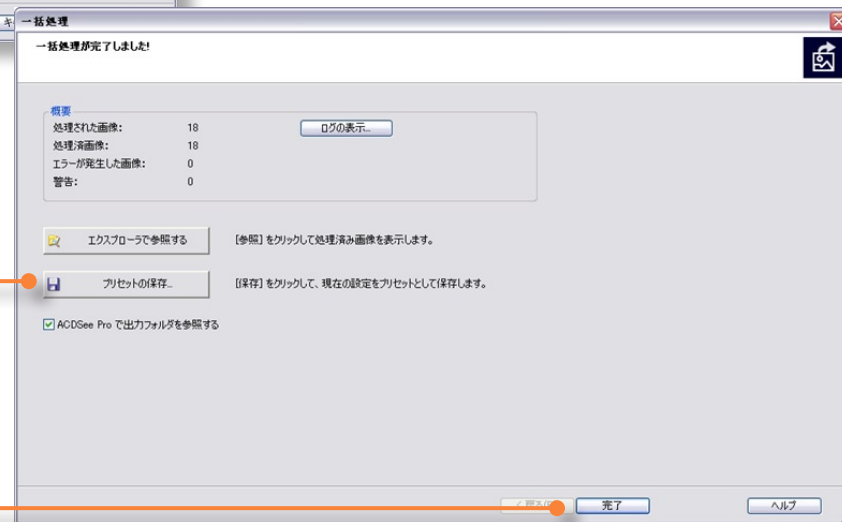 キ
一括処理
一括処理が完了しました!
概要
処理された画像: 18
ログの表示...
処理済画像: 18
エラーが発生した画像: 0
警告: 0
エクスプローラで参照する
[参照] をクリックして処理済み画像を表示します。
プリセットの保存...
[保存] をクリックして、現在の設定をプリセットとして保存します。
ACDSee Pro で出力フォルダを参照する
完了
ヘルプ